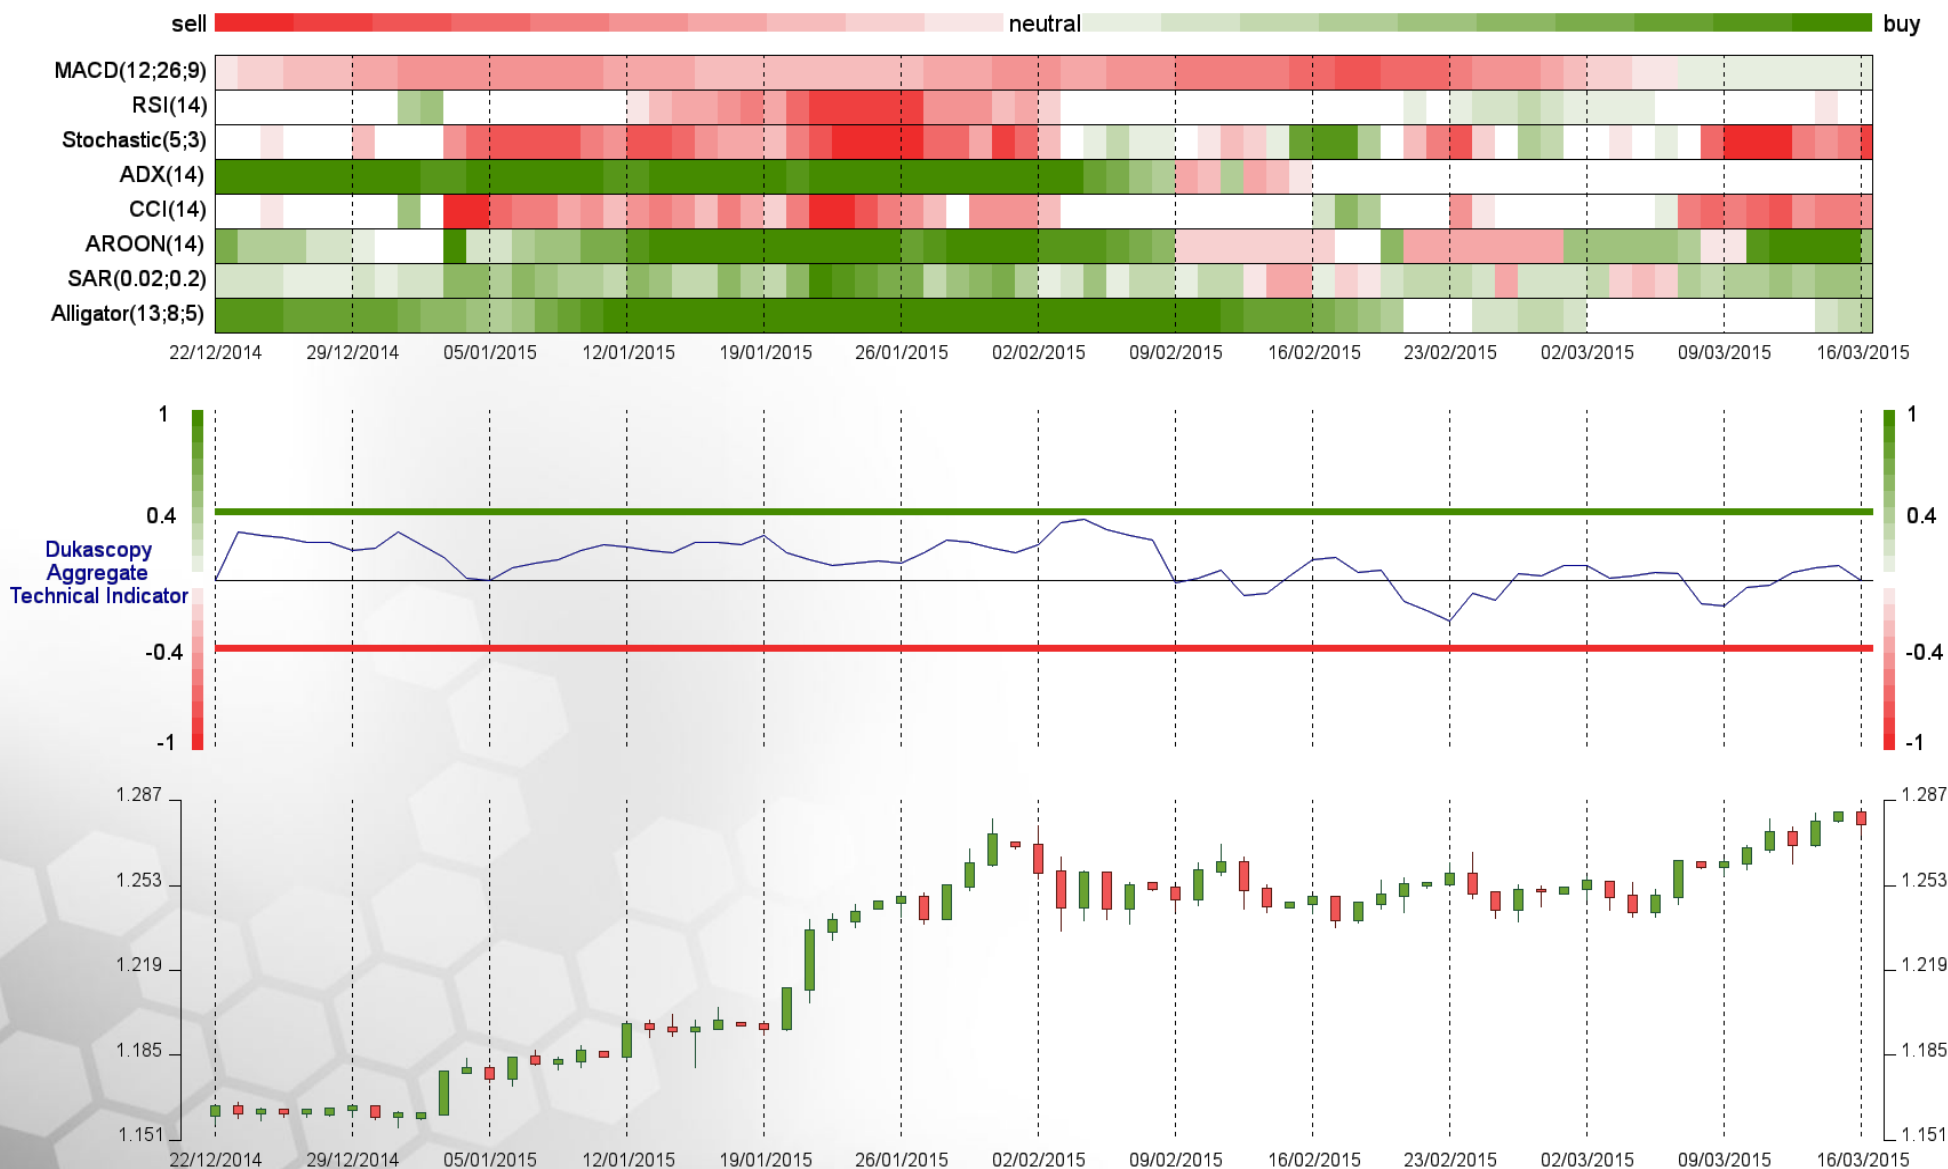 sell neutral buy
MACD(12;26;9)
RSI(14)
Stochastic(5;3)
ADX(14)
CCI(14)
AROON(14)
SAR(0.02;0.2)
Alligator(13;8;5)
22/12/2014 29/12/2014 05/01/2015 12/01/2015 19/01/2015 26/01/2015 02/02/2015 09/02/2015 16/02/2015 23/02/2015 02/03/2015 09/03/2015 16/03/2015
1 1
0.4 0.4
Dukascopy
Aggregate
Technical Indicator
-0.4 -0.4
-1 -1
1.287 1.287
1.253 1.253
1.219 1.219
1.185 1.185
1.151 1.151
22/12/2014 29/12/2014 05/01/2015 12/01/2015 19/01/2015 26/01/2015 02/02/2015 09/02/2015 16/02/2015 23/02/2015 02/03/2015 09/03/2015 16/03/2015